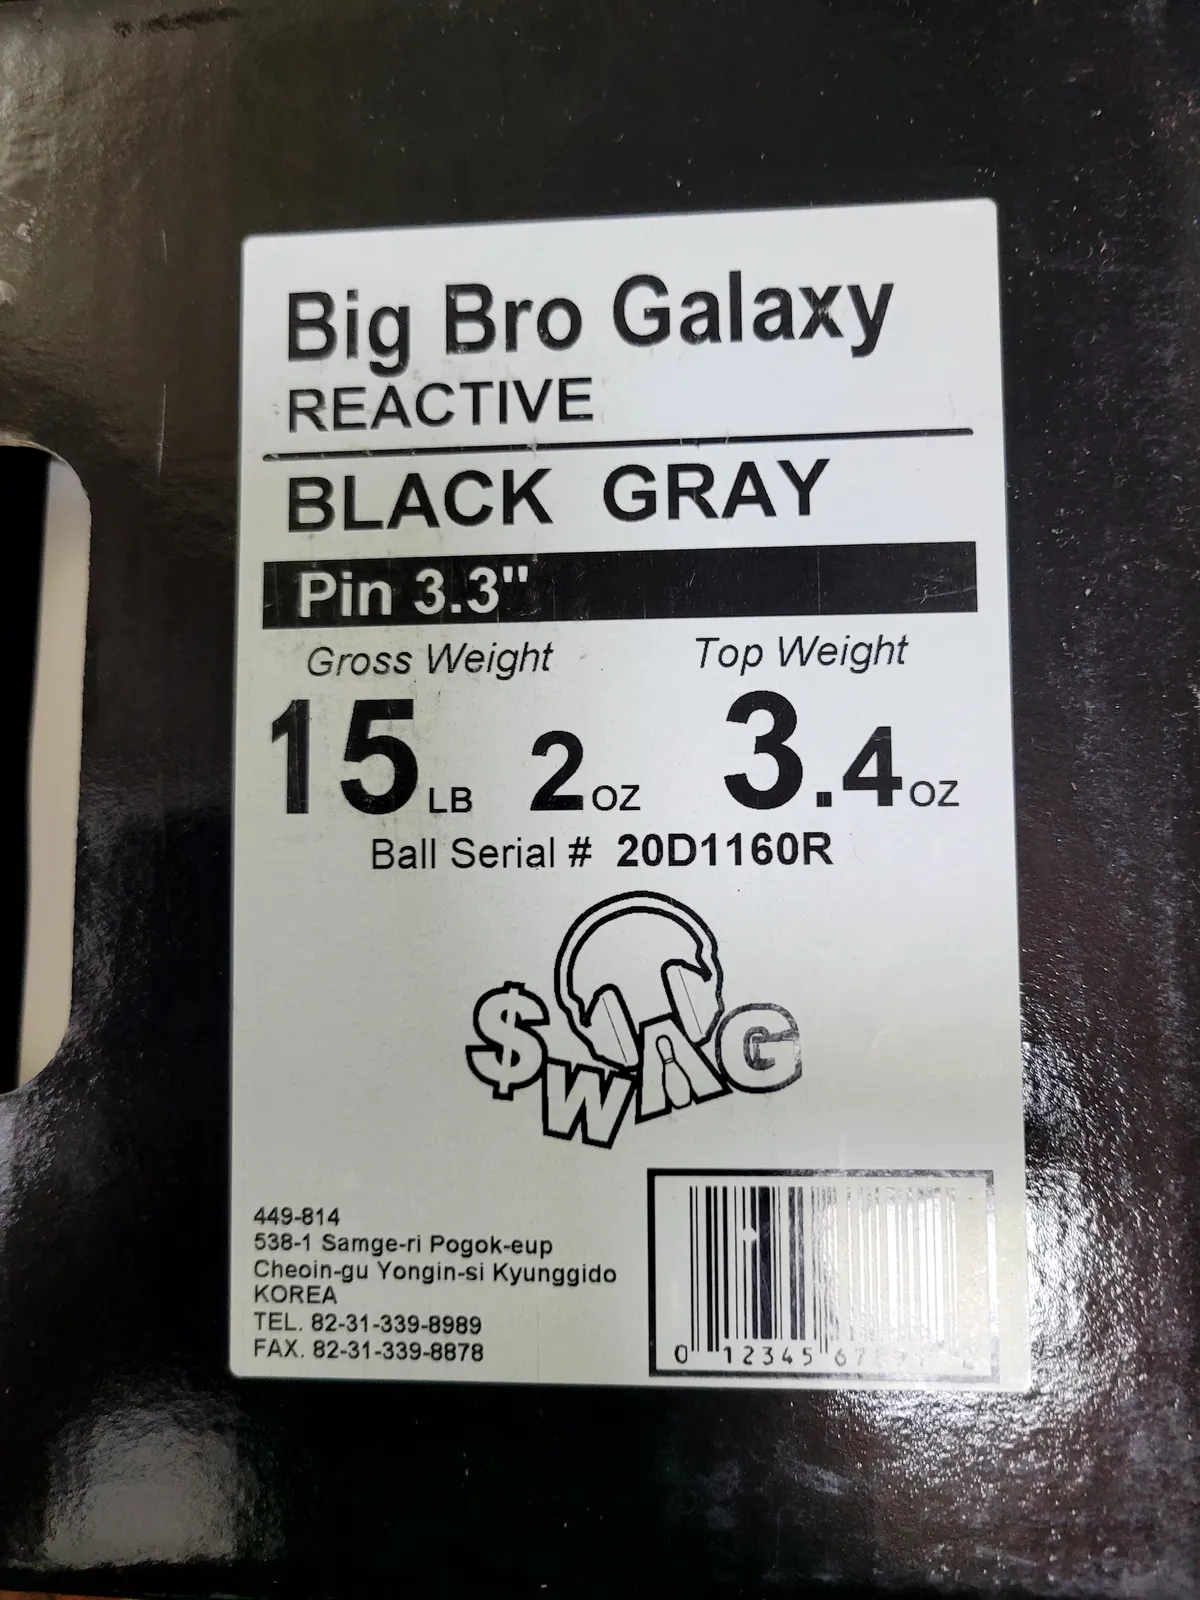 Big Bro Galaxy
REACTIVE
BLACK GRAY
Pin 3.3"
Gross Weight Top Weight
15 LB 2 OZ 3.4 OZ
Ball Serial # 20D1160R
$WAG
449-814
538-1 Samge-ri Pogok-eup
Cheoin-gu Yongin-si Kyunggido
KOREA
TEL. 82-31-339-8989
FAX. 82-31-339-8878
0 12345